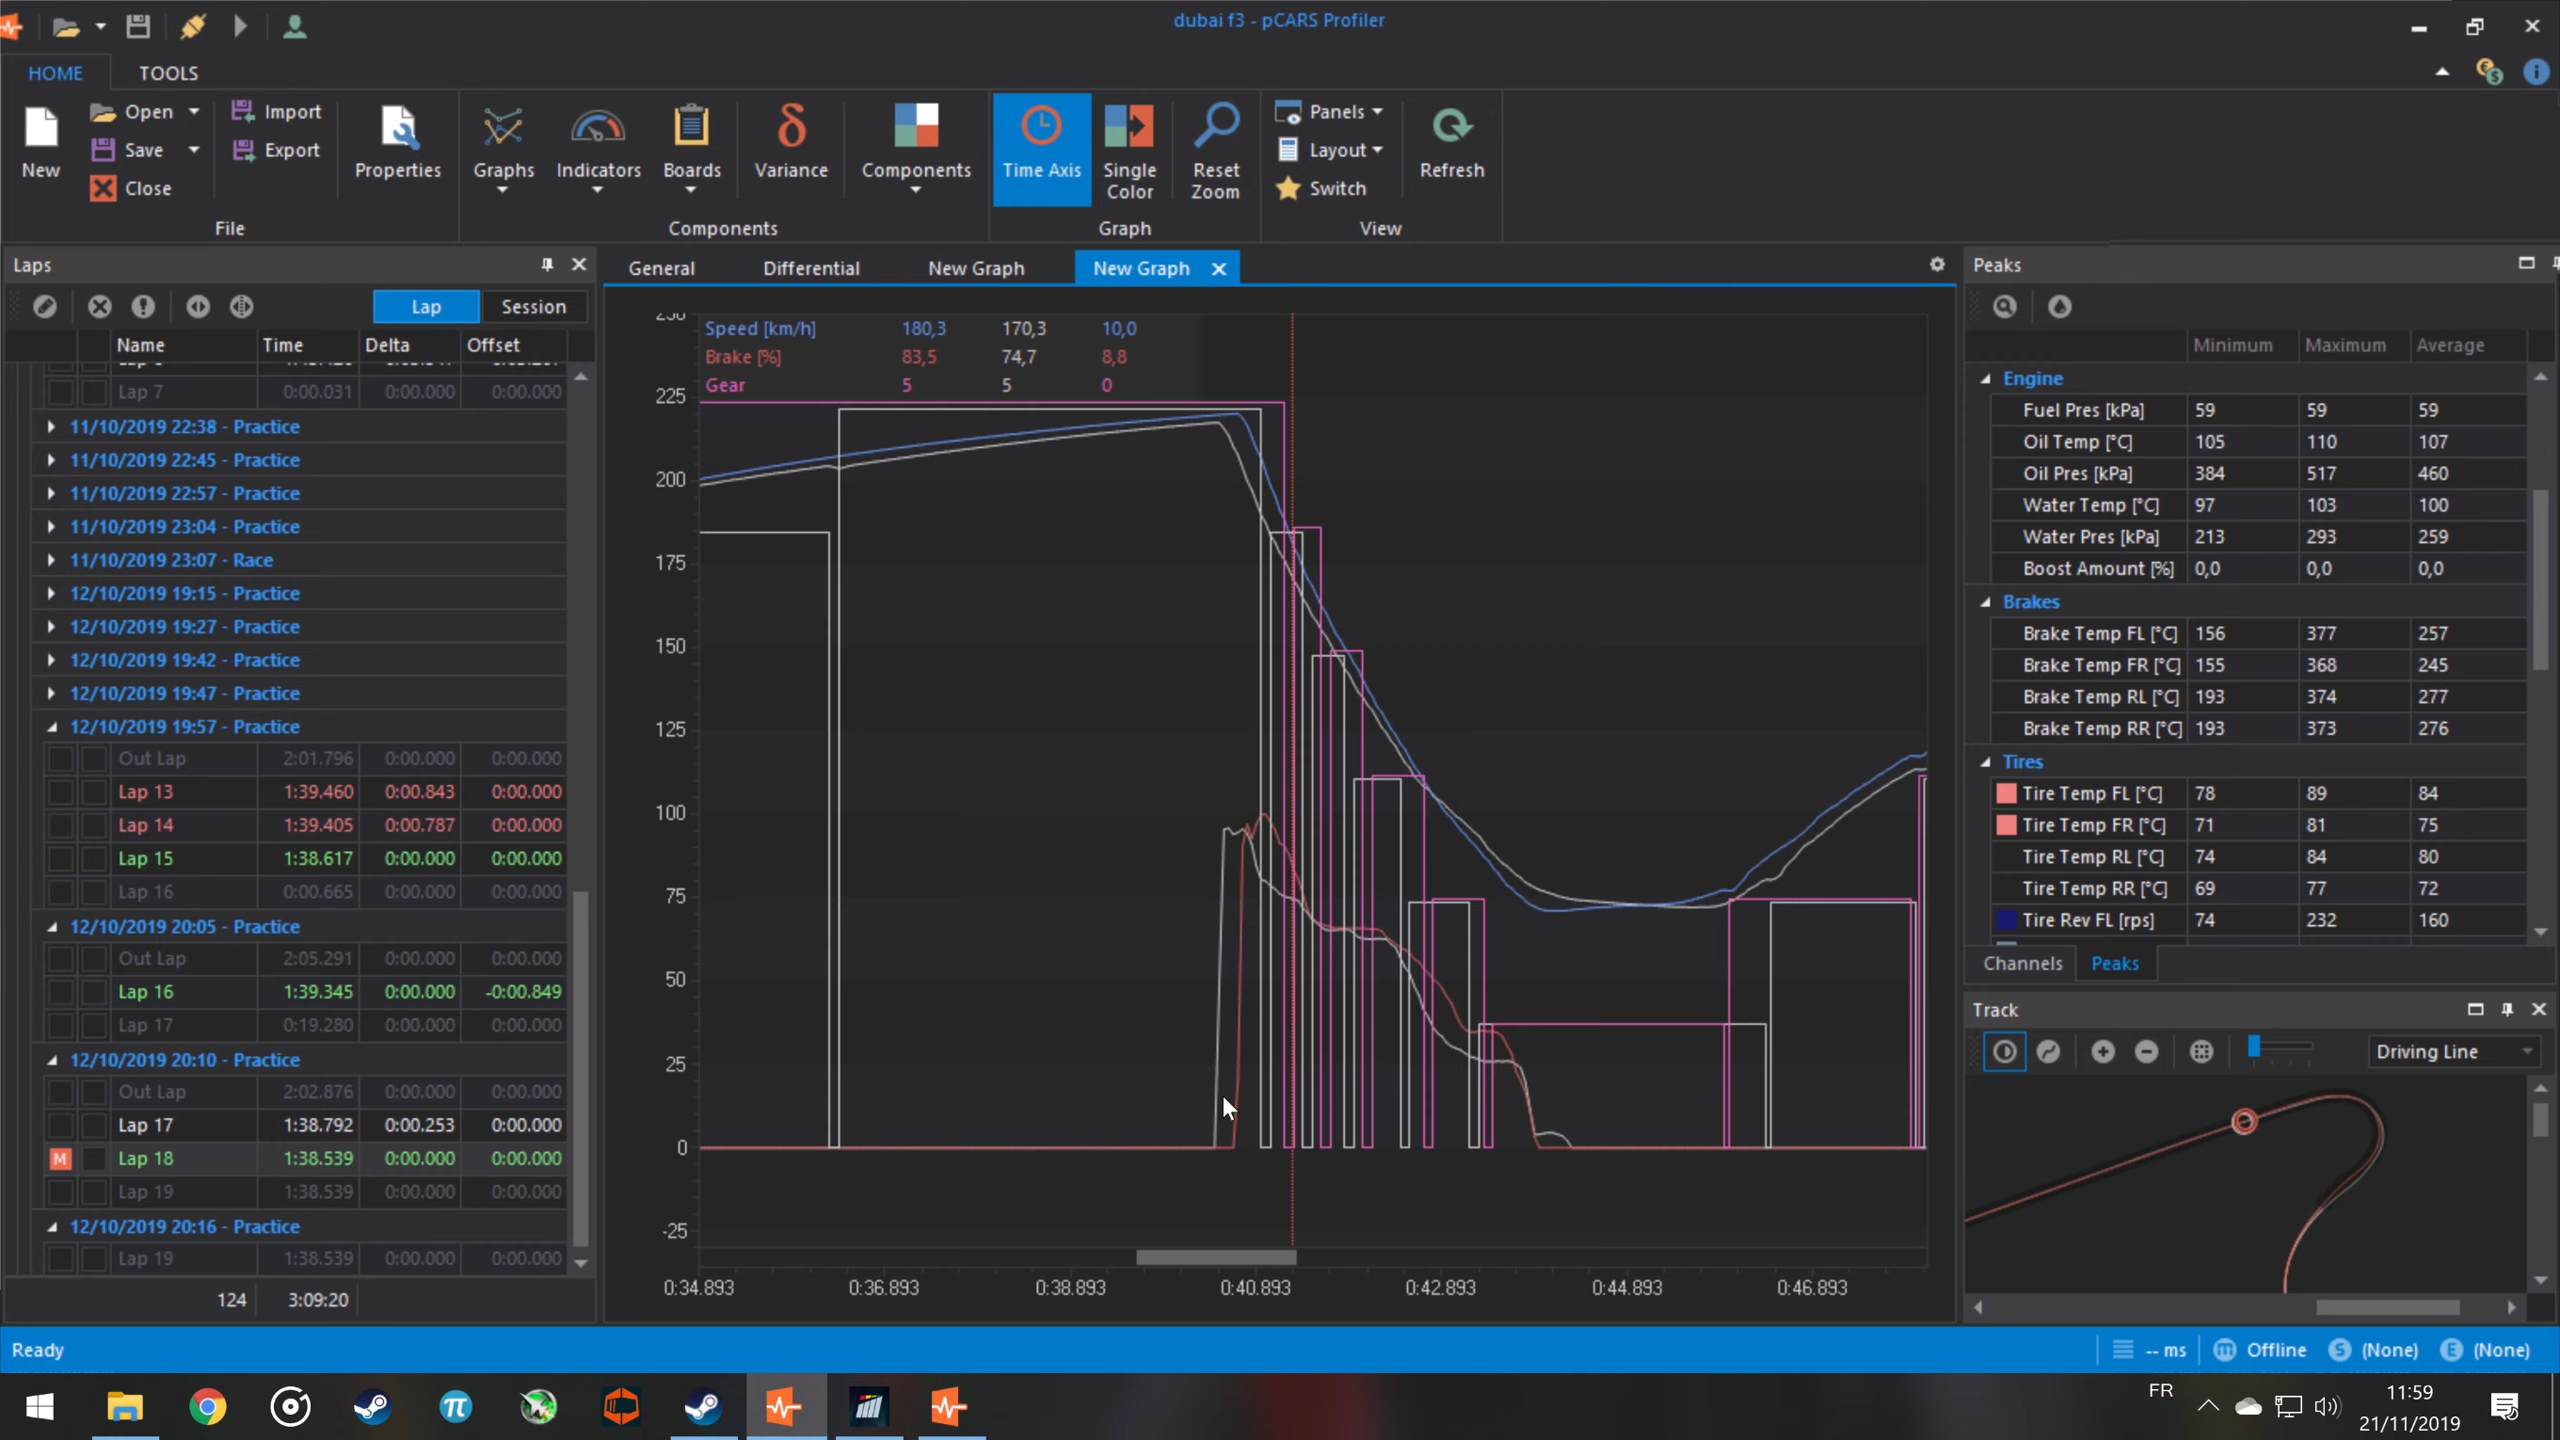 dubai f3 - pCARS Profiler
HOME TOOLS
New
Open
Save
Close
Import
Export
Properties
File
Graphs
Indicators
Boards
Variance
Components
Components
Time Axis
Single Color
Reset Zoom
Graph
Panels
Layout
Switch
Refresh
View
Laps
Lap Session
Name Time Delta Offset
Lap 7 0:00.031 0:00.000 0:00.000
11/10/2019 22:38 - Practice
11/10/2019 22:45 - Practice
11/10/2019 22:57 - Practice
11/10/2019 23:04 - Practice
11/10/2019 23:07 - Race
12/10/2019 19:15 - Practice
12/10/2019 19:27 - Practice
12/10/2019 19:42 - Practice
12/10/2019 19:47 - Practice
12/10/2019 19:57 - Practice
Out Lap 2:01.796 0:00.000 0:00.000
Lap 13 1:39.460 0:00.843 0:00.000
Lap 14 1:39.405 0:00.787 0:00.000
Lap 15 1:38.617 0:00.000 0:00.000
Lap 16 0:00.665 0:00.000 0:00.000
12/10/2019 20:05 - Practice
Out Lap 2:05.291 0:00.000 0:00.000
Lap 16 1:39.345 0:00.000 -0:00.849
Lap 17 0:19.280 0:00.000 0:00.000
12/10/2019 20:10 - Practice
Out Lap 2:02.876 0:00.000 0:00.000
Lap 17 1:38.792 0:00.253 0:00.000
M Lap 18 1:38.539 0:00.000 0:00.000
Lap 19 1:38.539 0:00.000 0:00.000
12/10/2019 20:16 - Practice
Lap 19 1:38.539 0:00.000 0:00.000
124 3:09:20
General Differential New Graph New Graph
Speed [km/h] 180,3 170,3 10,0
Brake [%] 83,5 74,7 8,8
Gear 5 5 0
225
200
175
150
125
100
75
50
25
0
-25
0:34.893 0:36.893 0:38.893 0:40.893 0:42.893 0:44.893 0:46.893
Peaks
Minimum Maximum Average
Engine
Fuel Pres [kPa] 59 59 59
Oil Temp [°C] 105 110 107
Oil Pres [kPa] 384 517 460
Water Temp [°C] 97 103 100
Water Pres [kPa] 213 293 259
Boost Amount [%] 0,0 0,0 0,0
Brakes
Brake Temp FL [°C] 156 377 257
Brake Temp FR [°C] 155 368 245
Brake Temp RL [°C] 193 374 277
Brake Temp RR [°C] 193 373 276
Tires
Tire Temp FL [°C] 78 89 84
Tire Temp FR [°C] 71 81 75
Tire Temp RL [°C] 74 84 80
Tire Temp RR [°C] 69 77 72
Tire Rev FL [rps] 74 232 160
Channels Peaks
Track
Driving Line
Ready
-- ms Offline S (None) E (None)
FR
11:59
21/11/2019